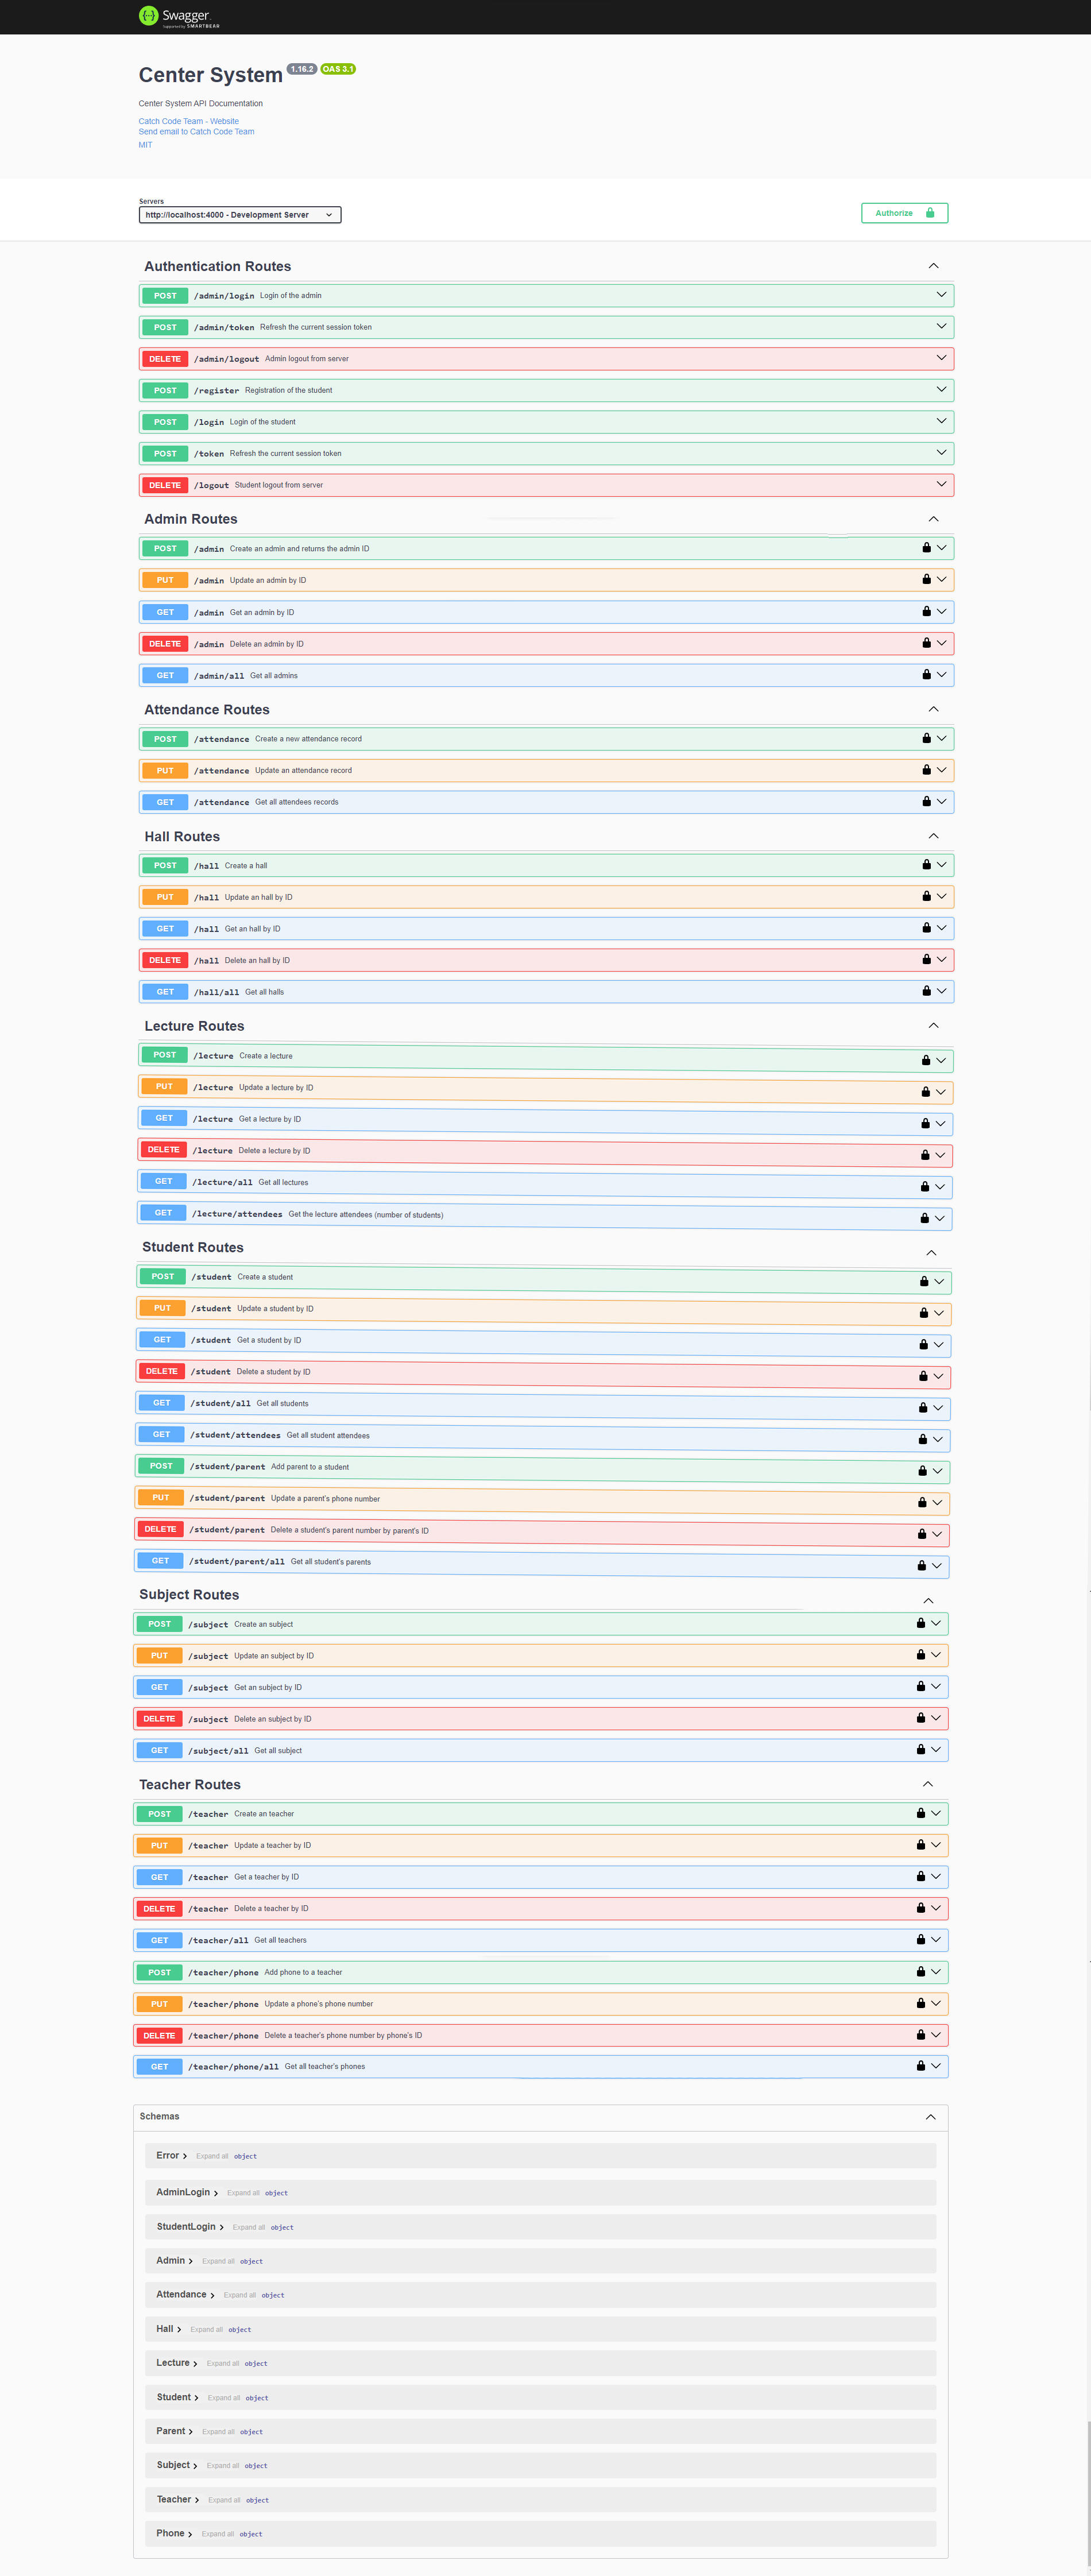 Swagger.
Supported by SMARTBEAR
Center System 1.16.2 OAS 3.1
Center System API Documentation
Catch Code Team - Website
Send email to Catch Code Team
MIT
Servers
http://localhost:4000 - Development Server
Authorize
Authentication Routes
POST /admin/login Login of the admin
POST /admin/token Refresh the current session token
DELETE /admin/logout Admin logout from server
POST /register Registration of the student
POST /login Login of the student
POST /token Refresh the current session token
DELETE /logout Student logout from server
Admin Routes
POST /admin Create an admin and returns the admin ID
PUT /admin Update an admin by ID
GET /admin Get an admin by ID
DELETE /admin Delete an admin by ID
GET /admin/all Get all admins
Attendance Routes
POST /attendance Create a new attendance record
PUT /attendance Update an attendance record
GET /attendance Get all attendees records
Hall Routes
POST /hall Create a hall
PUT /hall Update an hall by ID
GET /hall Get an hall by ID
DELETE /hall Delete an hall by ID
GET /hall/all Get all halls
Lecture Routes
POST /lecture Create a lecture
PUT /lecture Update a lecture by ID
GET /lecture Get a lecture by ID
DELETE /lecture Delete a lecture by ID
GET /lecture/all Get all lectures
GET /lecture/attendees Get the lecture attendees (number of students)
Student Routes
POST /student Create a student
PUT /student Update a student by ID
GET /student Get a student by ID
DELETE /student Delete a student by ID
GET /student/all Get all students
GET /student/attendees Get all student attendees
POST /student/parent Add parent to a student
PUT /student/parent Update a parent's phone number
DELETE /student/parent Delete a student's parent number by parent's ID
GET /student/parent/all Get all student's parents
Subject Routes
POST /subject Create an subject
PUT /subject Update an subject by ID
GET /subject Get an subject by ID
DELETE /subject Delete an subject by ID
GET /subject/all Get all subject
Teacher Routes
POST /teacher Create an teacher
PUT /teacher Update a teacher by ID
GET /teacher Get a teacher by ID
DELETE /teacher Delete a teacher by ID
GET /teacher/all Get all teachers
POST /teacher/phone Add phone to a teacher
PUT /teacher/phone Update a phone's phone number
DELETE /teacher/phone Delete a teacher's phone number by phone's ID
GET /teacher/phone/all Get all teacher's phones
Schemas
Error Expand all object
AdminLogin Expand all object
StudentLogin Expand all object
Admin Expand all object
Attendance Expand all object
Hall Expand all object
Lecture Expand all object
Student Expand all object
Parent Expand all object
Subject Expand all object
Teacher Expand all object
Phone Expand all object